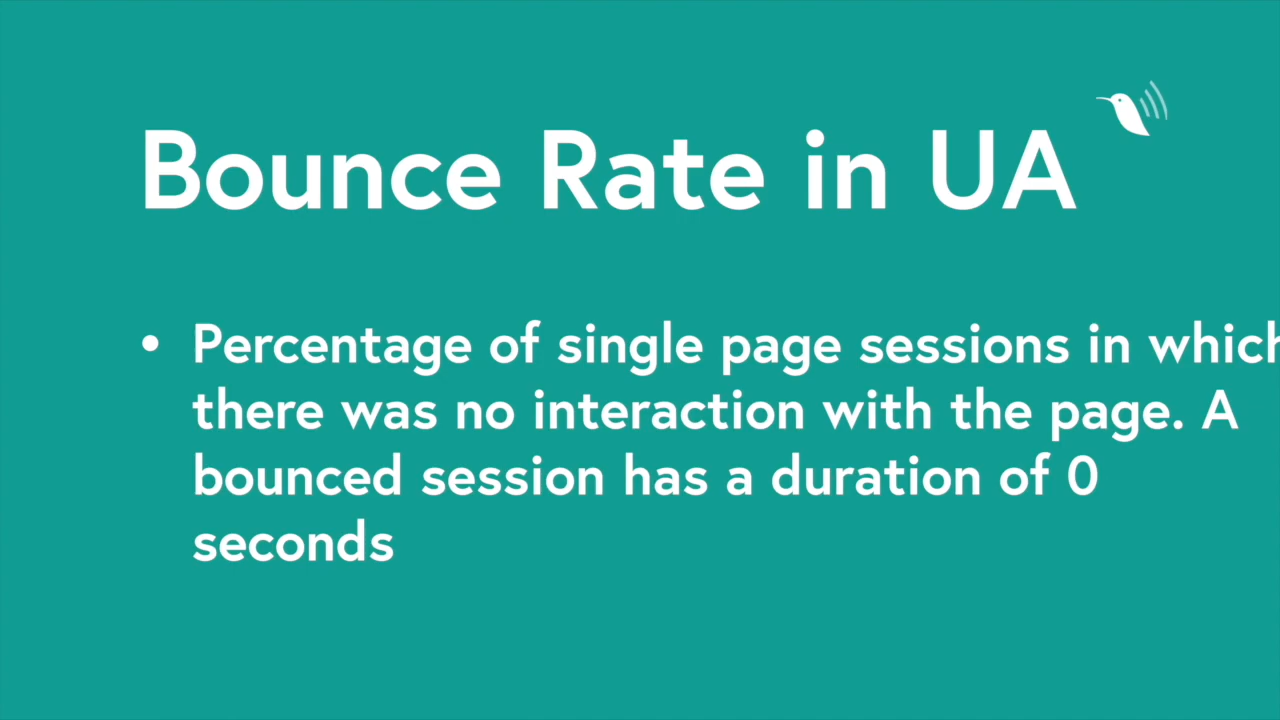 Bounce Rate in UA
• Percentage of single page sessions in which
there was no interaction with the page. A
bounced session has a duration of 0
seconds